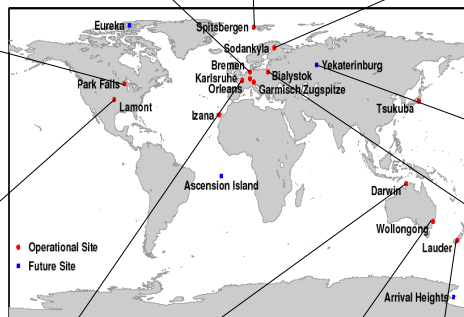 Eureka
Spitsbergen
Sodankyla
Bremen
Yekaterinburg
Karlsruhe
Bialystok
Orleans
Garmisch/Zugspitze
Park Falls
Lamont
Tsukuba
Izana
Ascension Island
Darwin
Wollongong
Lauder
Operational Site
Future Site
Arrival Heights